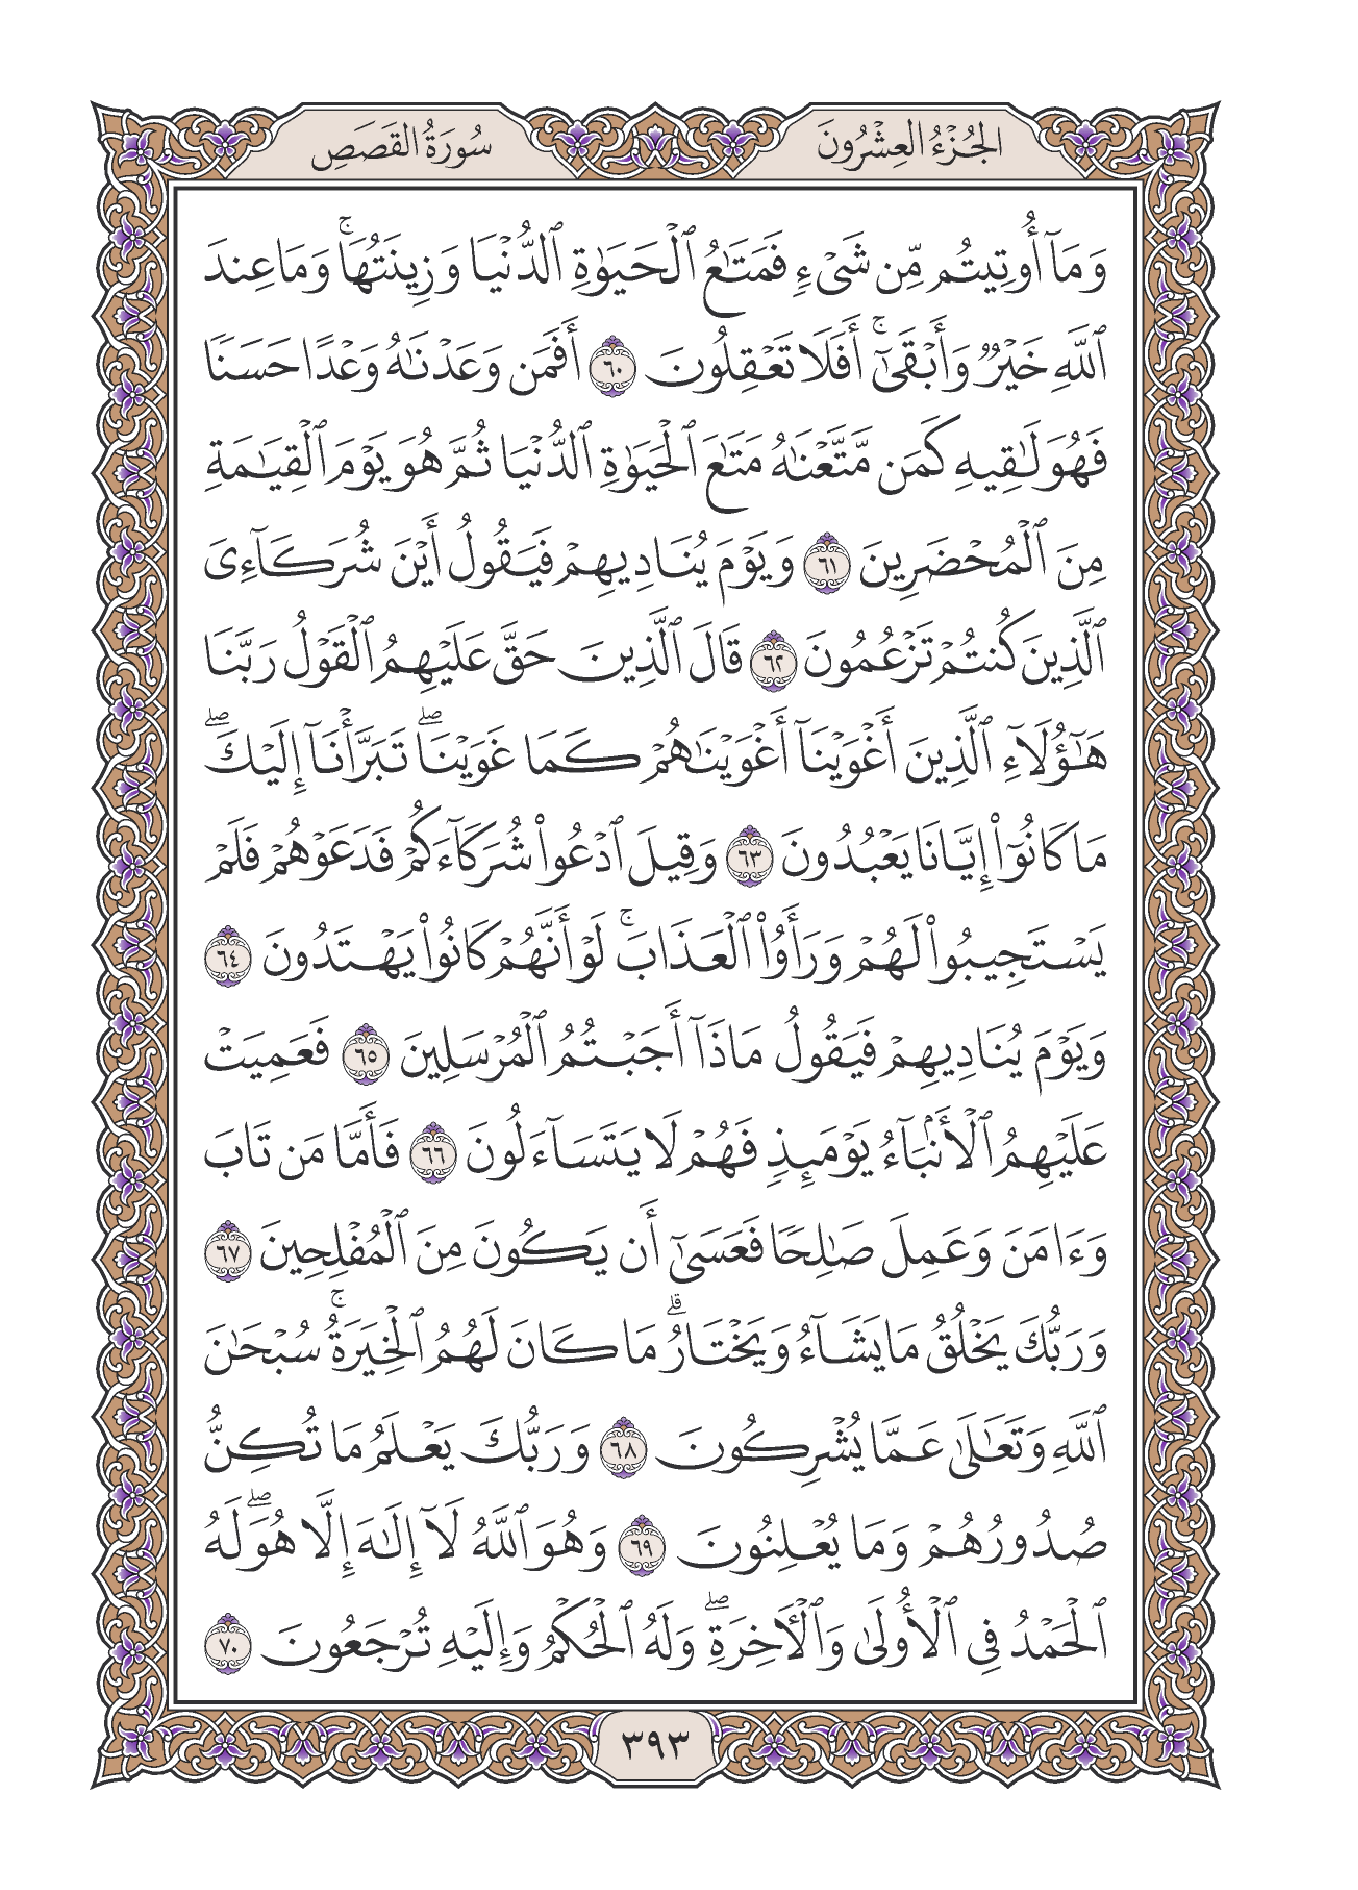 الجُزْءُ العِشْرُونَ
سُورَةُ القَصَصِ
وَمَآ أُوتِيتُم مِّن شَىْءٍ فَمَتَٰعُ ٱلْحَيَوٰةِ ٱلدُّنْيَا وَزِينَتُهَا ۚ وَمَا عِندَ
ٱللَّهِ خَيْرٌ وَأَبْقَىٰٓ ۚ أَفَلَا تَعْقِلُونَ ٦٠ أَفَمَن وَعَدْنَٰهُ وَعْدًا حَسَنًا
فَهُوَ لَٰقِيهِ كَمَن مَّتَّعْنَٰهُ مَتَٰعَ ٱلْحَيَوٰةِ ٱلدُّنْيَا ثُمَّ هُوَ يَوْمَ ٱلْقِيَٰمَةِ
مِنَ ٱلْمُحْضَرِينَ ٦١ وَيَوْمَ يُنَادِيهِمْ فَيَقُولُ أَيْنَ شُرَكَآءِىَ
ٱلَّذِينَ كُنتُمْ تَزْعُمُونَ ٦٢ قَالَ ٱلَّذِينَ حَقَّ عَلَيْهِمُ ٱلْقَوْلُ رَبَّنَا
هَٰٓؤُلَآءِ ٱلَّذِينَ أَغْوَيْنَآ أَغْوَيْنَٰهُمْ كَمَا غَوَيْنَا ۖ تَبَرَّأْنَآ إِلَيْكَ ۖ
مَا كَانُوٓا۟ إِيَّانَا يَعْبُدُونَ ٦٣ وَقِيلَ ٱدْعُوا۟ شُرَكَآءَكُمْ فَدَعَوْهُمْ فَلَمْ
يَسْتَجِيبُوا۟ لَهُمْ وَرَأَوُا۟ ٱلْعَذَابَ ۚ لَوْ أَنَّهُمْ كَانُوا۟ يَهْتَدُونَ ٦٤
وَيَوْمَ يُنَادِيهِمْ فَيَقُولُ مَاذَآ أَجَبْتُمُ ٱلْمُرْسَلِينَ ٦٥ فَعَمِيَتْ
عَلَيْهِمُ ٱلْأَنۢبَآءُ يَوْمَئِذٍ فَهُمْ لَا يَتَسَآءَلُونَ ٦٦ فَأَمَّا مَن تَابَ
وَءَامَنَ وَعَمِلَ صَٰلِحًا فَعَسَىٰٓ أَن يَكُونَ مِنَ ٱلْمُفْلِحِينَ ٦٧
وَرَبُّكَ يَخْلُقُ مَا يَشَآءُ وَيَخْتَارُ ۗ مَا كَانَ لَهُمُ ٱلْخِيَرَةُ ۚ سُبْحَٰنَ
ٱللَّهِ وَتَعَٰلَىٰ عَمَّا يُشْرِكُونَ ٦٨ وَرَبُّكَ يَعْلَمُ مَا تُكِنُّ
صُدُورُهُمْ وَمَا يُعْلِنُونَ ٦٩ وَهُوَ ٱللَّهُ لَآ إِلَٰهَ إِلَّا هُوَ ۖ لَهُ
ٱلْحَمْدُ فِى ٱلْأُولَىٰ وَٱلْءَاخِرَةِ ۖ وَلَهُ ٱلْحُكْمُ وَإِلَيْهِ تُرْجَعُونَ ٧٠
٣٩٣